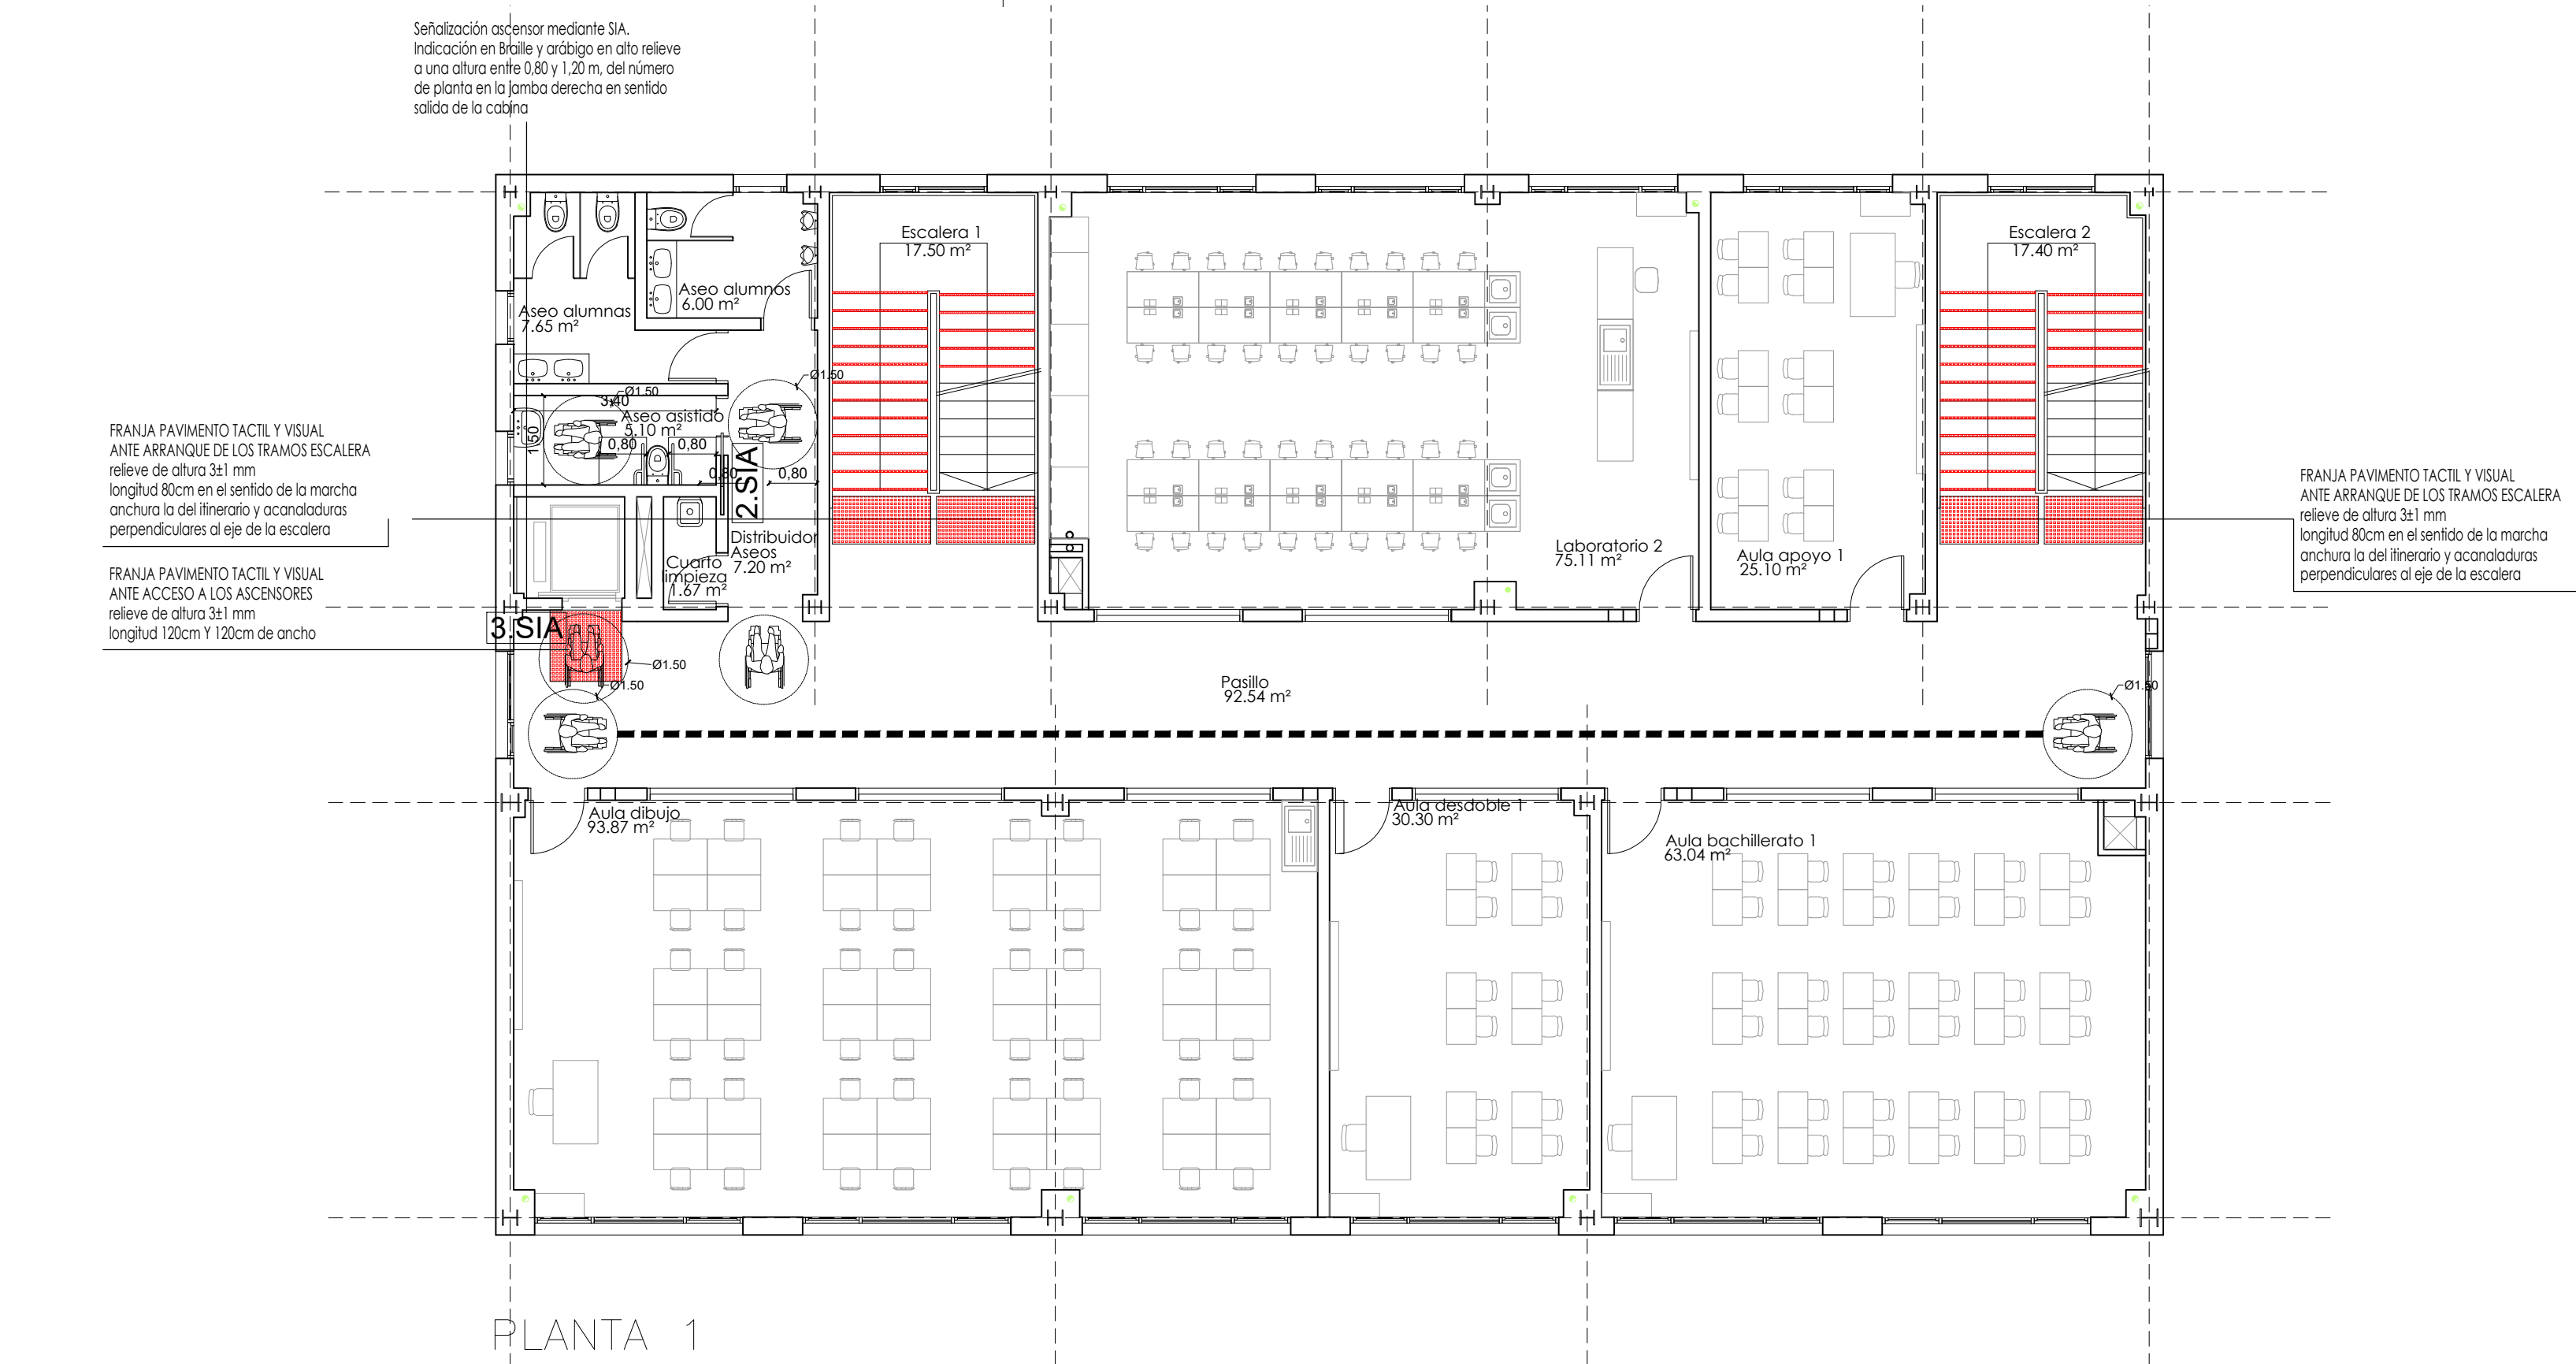 Señalización ascensor mediante SIA.
Indicación en Braille y arábigo en alto relieve
a una altura entre 0,80 y 1,20 m, del número
de planta en la jamba derecha en sentido
salida de la cabina
Escalera 1
17.50 m²
Escalera 2
17.40 m²
Aseo alumnos
6.00 m²
Aseo alumnas
7.65 m²
Ø1.50
Ø1.50
3,40
Aseo asistido
5.10 m²
150
0,80
0,80
0,80
0,80
2.SIA
FRANJA PAVIMENTO TACTIL Y VISUAL
ANTE ARRANQUE DE LOS TRAMOS ESCALERA
relieve de altura 3±1 mm
longitud 80cm en el sentido de la marcha
anchura la del itinerario y acanaladuras
perpendiculares al eje de la escalera
FRANJA PAVIMENTO TACTIL Y VISUAL
ANTE ARRANQUE DE LOS TRAMOS ESCALERA
relieve de altura 3±1 mm
longitud 80cm en el sentido de la marcha
anchura la del itinerario y acanaladuras
perpendiculares al eje de la escalera
Distribuidor
Aseos
7.20 m²
Cuarto
limpieza
1.67 m²
Laboratorio 2
75.11 m²
Aula apoyo 1
25.10 m²
FRANJA PAVIMENTO TACTIL Y VISUAL
ANTE ACCESO A LOS ASCENSORES
relieve de altura 3±1 mm
longitud 120cm Y 120cm de ancho
3.SIA
Ø1.50
Ø1.50
Pasillo
92.54 m²
Ø1.50
Aula dibujo
93.87 m²
Aula desdoble 1
30.30 m²
Aula bachillerato 1
63.04 m²
PLANTA 1